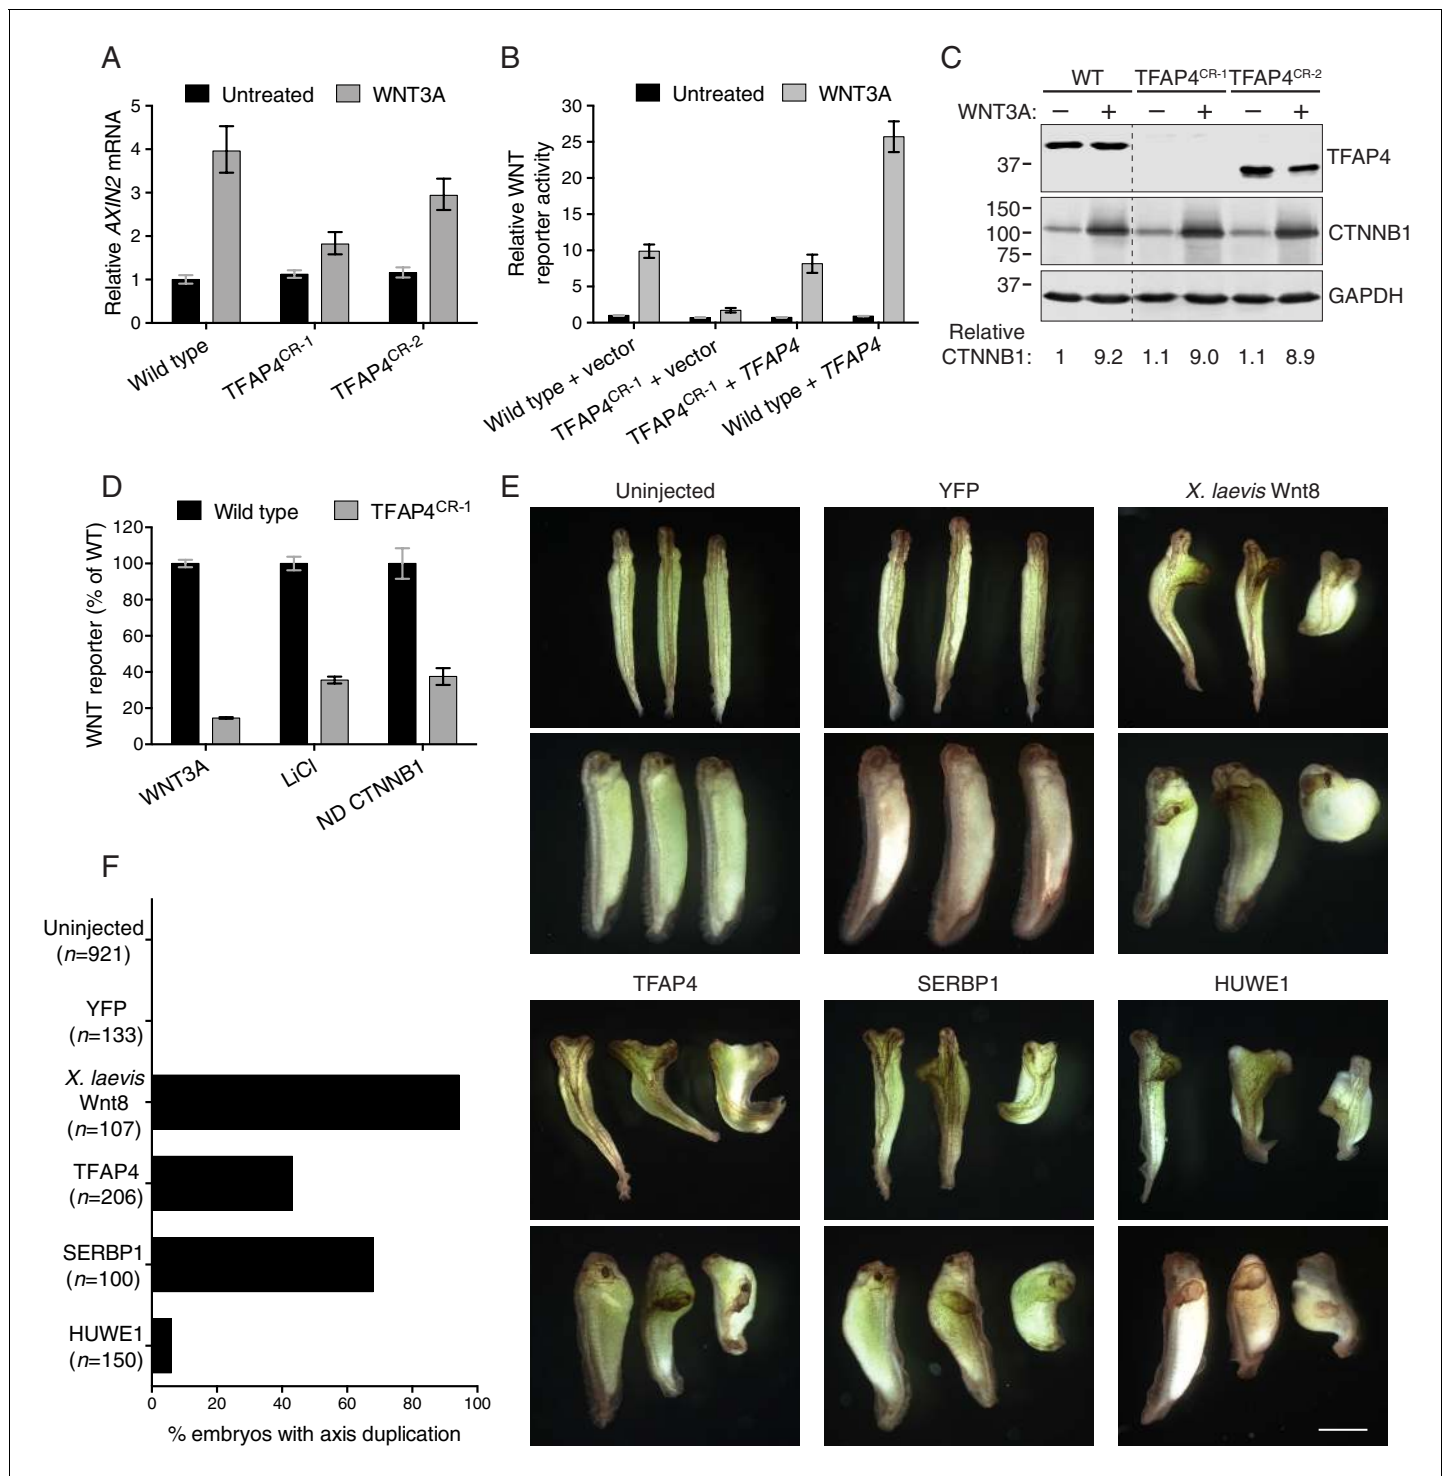 A
Untreated WNT3A
Relative AXIN2 mRNA
5
4
3
2
1
0
Wild type
TFAP4CR-1
TFAP4CR-2
B
Untreated WNT3A
Relative WNT
reporter activity
30
25
20
15
10
5
0
Wild type + vector
TFAP4CR-1 + vector
TFAP4CR-1 + TFAP4
Wild type + TFAP4
C
WT TFAP4CR-1 TFAP4CR-2
WNT3A: − + − + − +
37 TFAP4
150
100 CTNNB1
75
37 GAPDH
Relative
CTNNB1: 1 9.2 1.1 9.0 1.1 8.9
D
Wild type TFAP4CR-1
WNT reporter (% of WT)
120
100
80
60
40
20
0
WNT3A
LiCl
ND CTNNB1
E
Uninjected YFP X. laevis Wnt8
TFAP4 SERBP1 HUWE1
F
Uninjected
(n=921)
YFP
(n=133)
X. laevis
Wnt8
(n=107)
TFAP4
(n=206)
SERBP1
(n=100)
HUWE1
(n=150)
0 20 40 60 80 100
% embryos with axis duplication